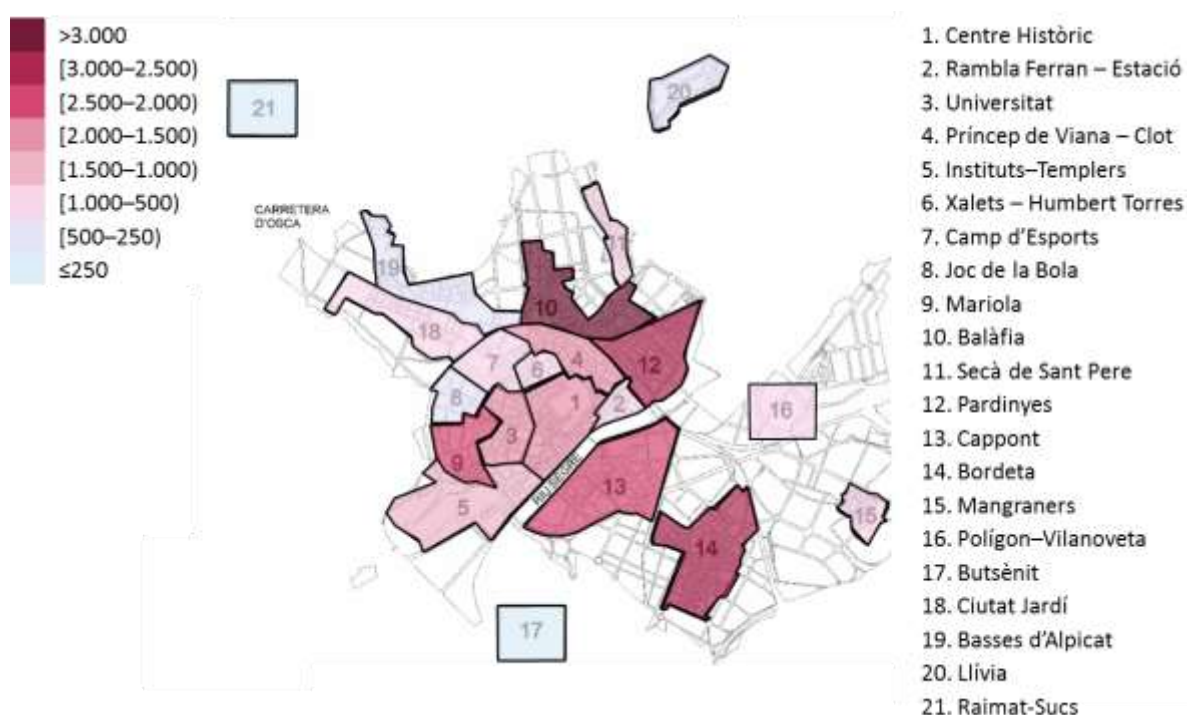 >3.000
[3.000–2.500)
[2.500–2.000)
[2.000–1.500)
[1.500–1.000)
[1.000–500)
[500–250)
≤250
CARRETERA
D'OSCA
21
20
19
11
10
18
12
7
6
4
8
1
2
16
3
9
13
5
RIU SEGRE
15
14
17
1. Centre Històric
2. Rambla Ferran – Estació
3. Universitat
4. Príncep de Viana – Clot
5. Instituts–Templers
6. Xalets – Humbert Torres
7. Camp d'Esports
8. Joc de la Bola
9. Mariola
10. Balàfia
11. Secà de Sant Pere
12. Pardinyes
13. Cappont
14. Bordeta
15. Mangraners
16. Polígon–Vilanoveta
17. Butsènit
18. Ciutat Jardí
19. Basses d'Alpicat
20. Llívia
21. Raimat-Sucs